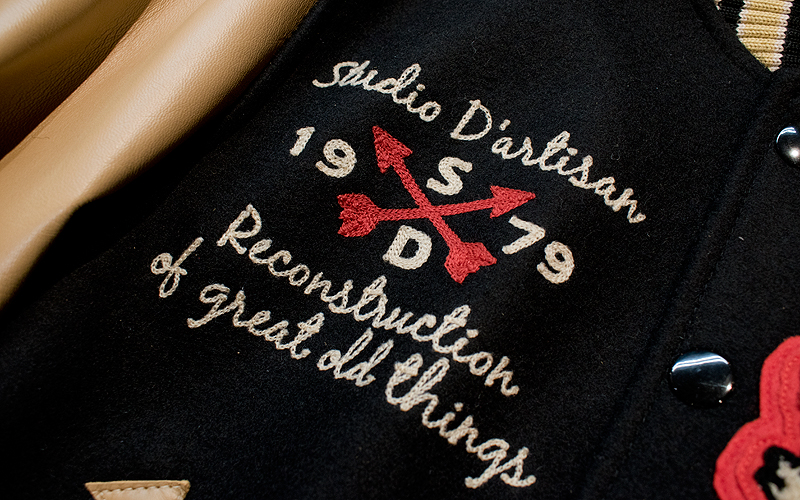 Studio D'artisan
19 S 79
D
Reconstruction
of great old things